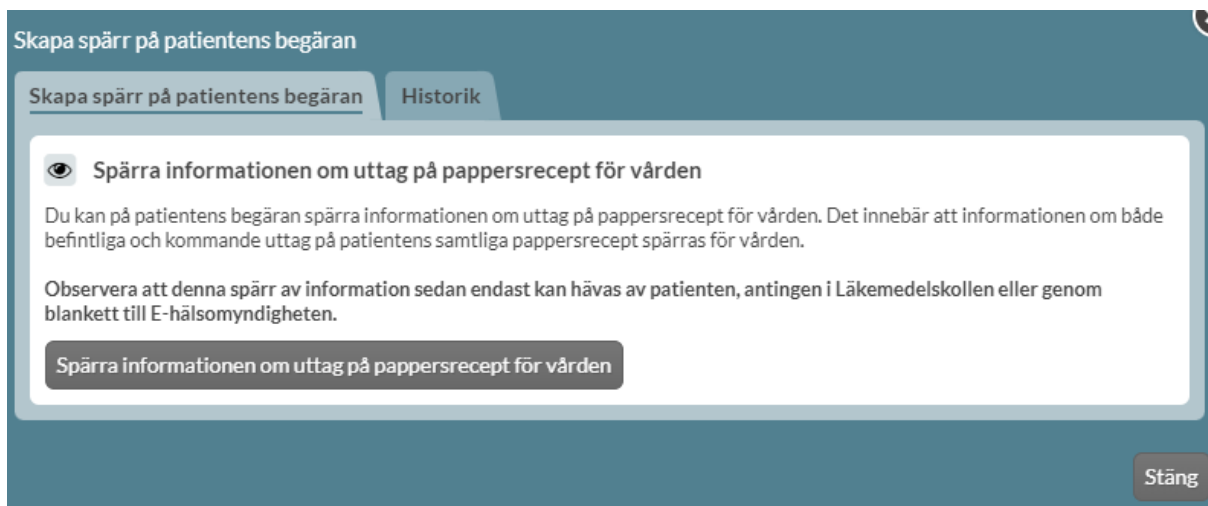 Skapa spärr på patientens begäran
Skapa spärr på patientens begäran Historik
Spärra informationen om uttag på pappersrecept för vården
Du kan på patientens begäran spärra informationen om uttag på pappersrecept för vården. Det innebär att informationen om både
befintliga och kommande uttag på patientens samtliga pappersrecept spärras för vården.
Observera att denna spärr av information sedan endast kan hävas av patienten, antingen i Läkemedelskollen eller genom
blankett till E-hälsomyndigheten.
Spärra informationen om uttag på pappersrecept för vården
Stäng